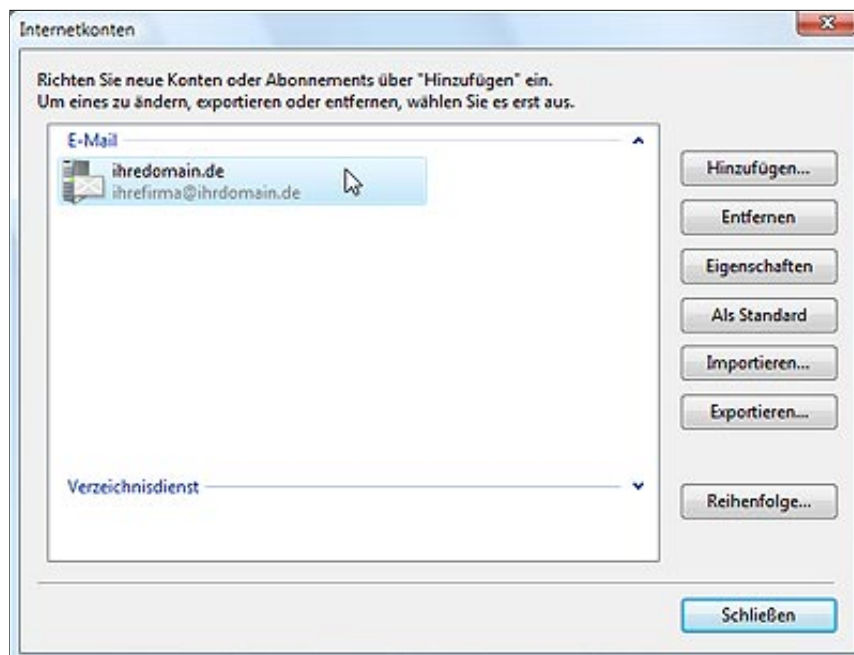 Internetkonten
Richten Sie neue Konten oder Abonnements über "Hinzufügen" ein.
Um eines zu ändern, exportieren oder entfernen, wählen Sie es erst aus.
E-Mail
ihredomain.de
ihrefirma@ihrdomain.de
Verzeichnisdienst
Hinzufügen...
Entfernen
Eigenschaften
Als Standard
Importieren...
Exportieren...
Reihenfolge...
Schließen